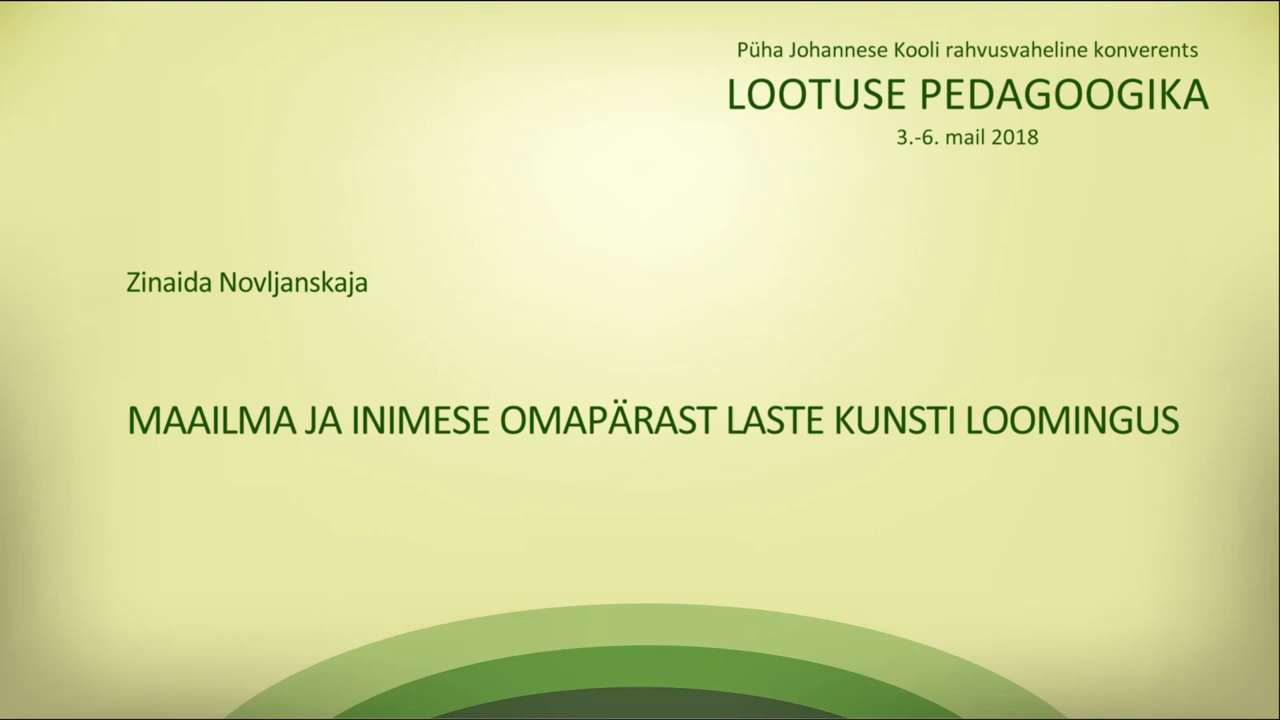 Püha Johannese Kooli rahvusvaheline konverents
LOOTUSE PEDAGOOGIKA
3.-6. mail 2018
Zinaida Novljanskaja
MAAILMA JA INIMESE OMAPÄRAST LASTE KUNSTI LOOMINGUS